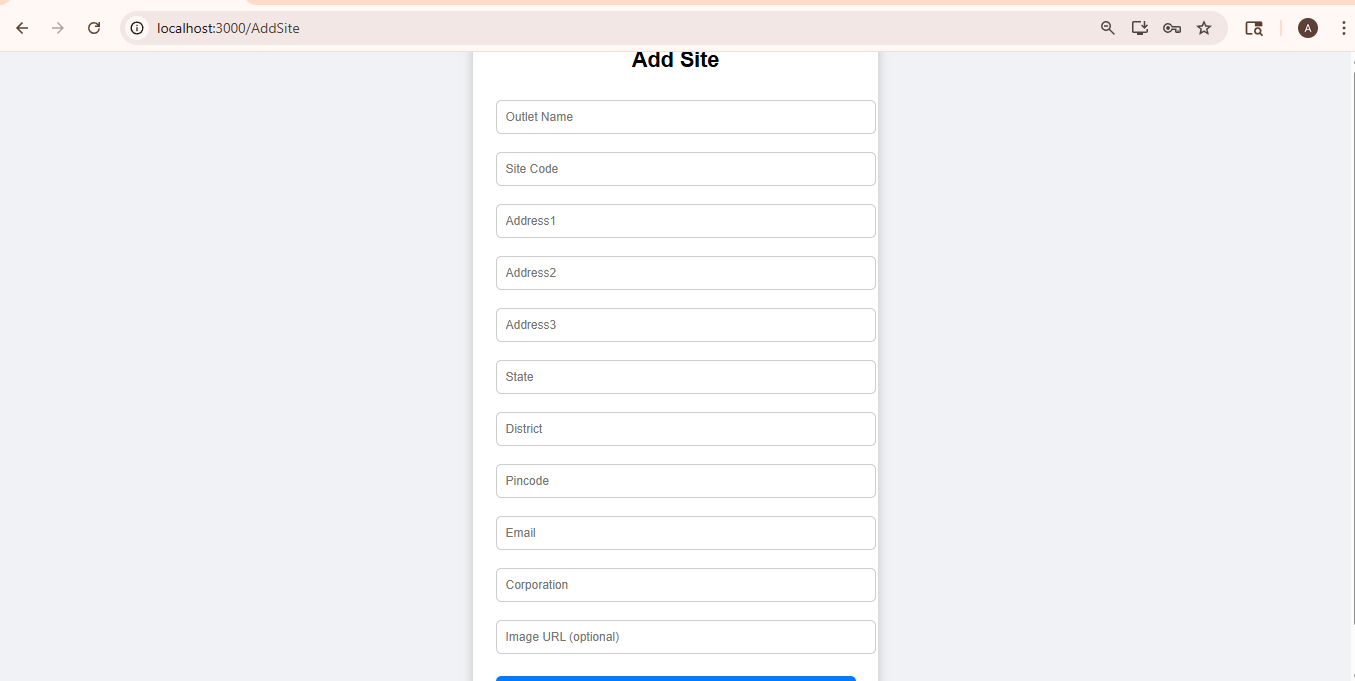 localhost:3000/AddSite
A
Add Site
Outlet Name
Site Code
Address1
Address2
Address3
State
District
Pincode
Email
Corporation
Image URL (optional)